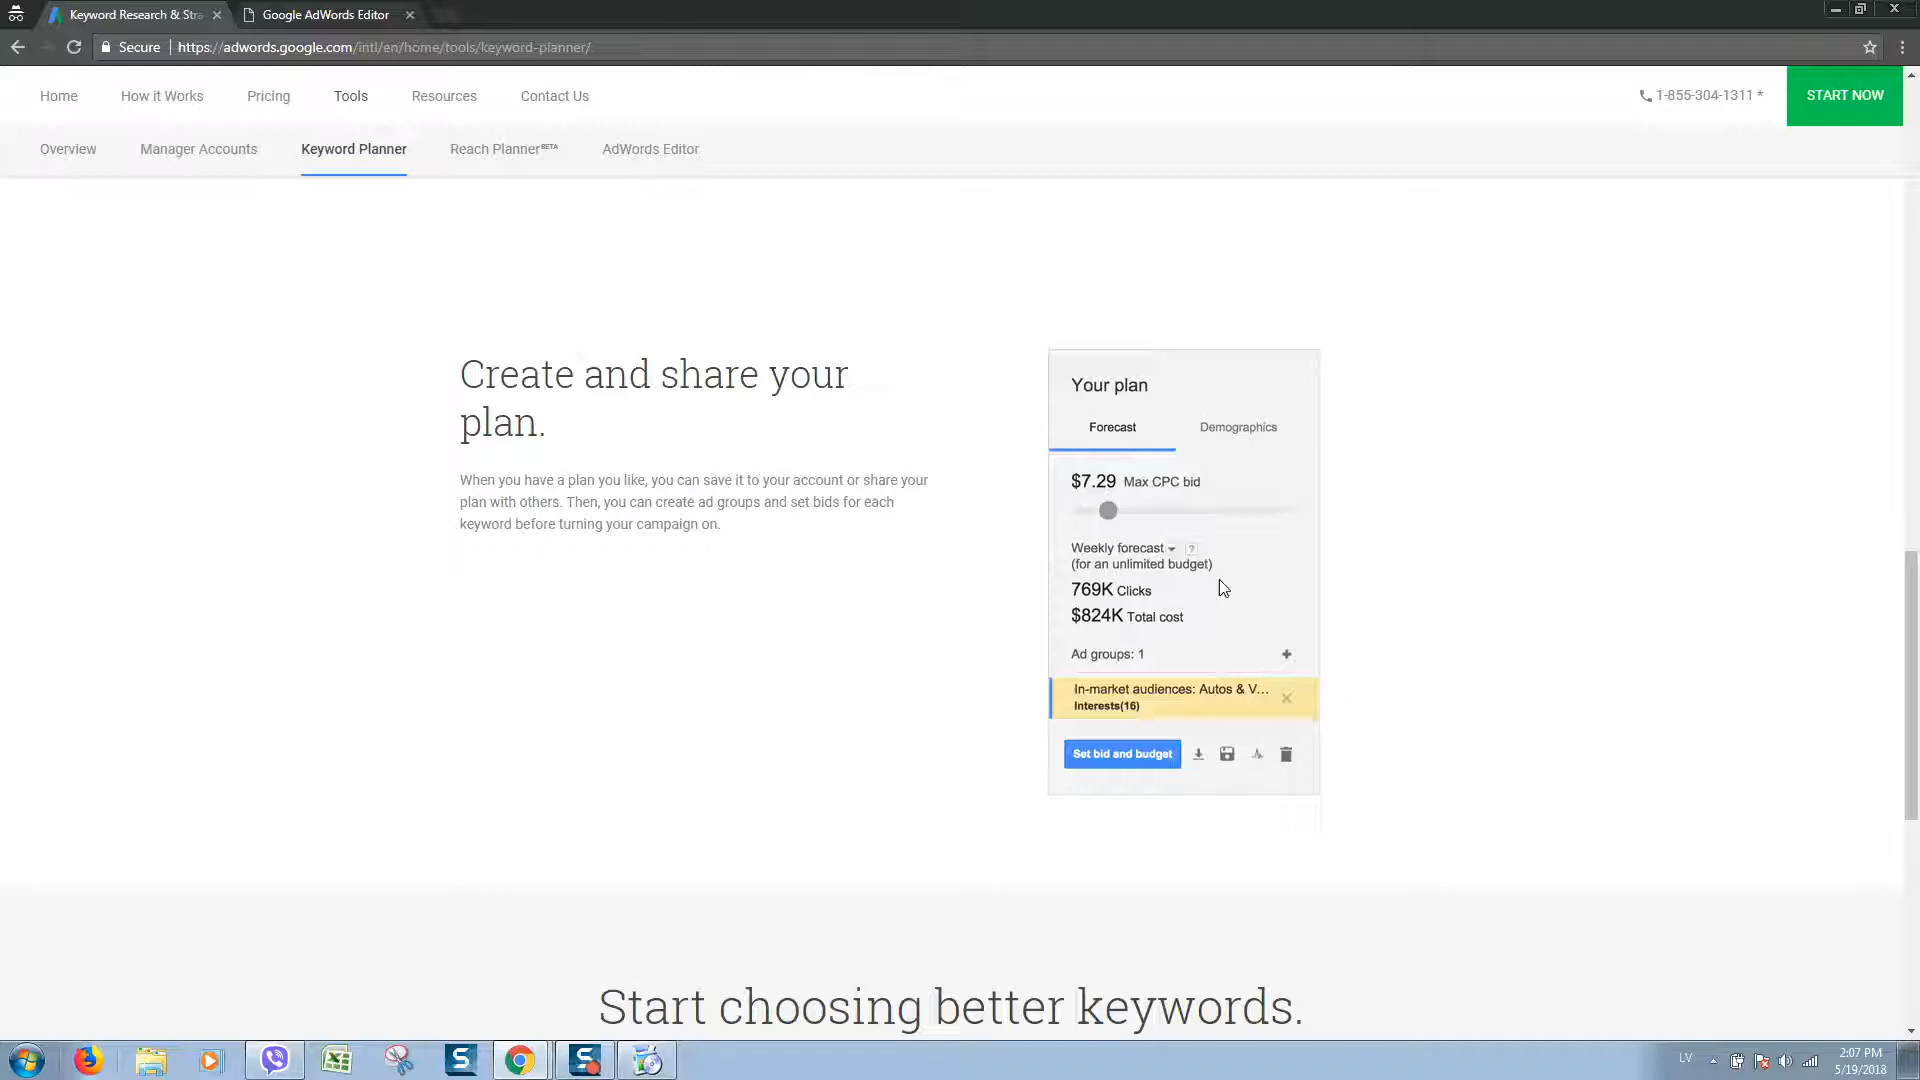 Keyword Research & Stra
Google AdWords Editor
Secure
https://adwords.google.com/intl/en/home/tools/keyword-planner/
Home
How it Works
Pricing
Tools
Resources
Contact Us
1-855-304-1311 *
START NOW
Overview
Manager Accounts
Keyword Planner
Reach Planner BETA
AdWords Editor
Create and share your
plan.
When you have a plan you like, you can save it to your account or share your
plan with others. Then, you can create ad groups and set bids for each
keyword before turning your campaign on.
Your plan
Forecast
Demographics
$7.29 Max CPC bid
Weekly forecast ?
(for an unlimited budget)
769K Clicks
$824K Total cost
Ad groups: 1
In-market audiences: Autos & V...
Interests(16)
Set bid and budget
Start choosing better keywords.
LV
2:07 PM
5/19/2018